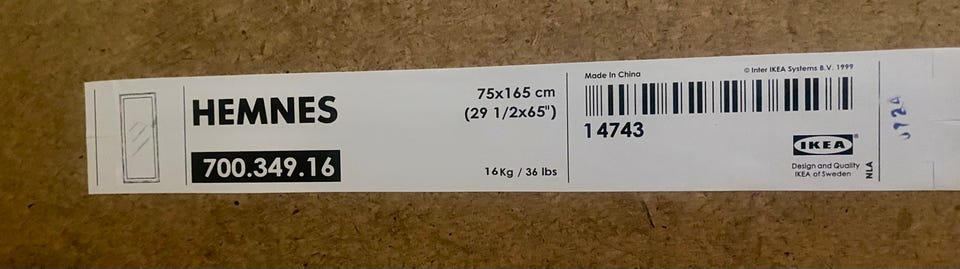 HEMNES
700.349.16
75x165 cm
(29 1/2x65")
16Kg / 36 lbs
Made In China
© Inter IKEA Systems B.V. 1999
14743
IKEA®
Design and Quality
IKEA of Sweden
NLA